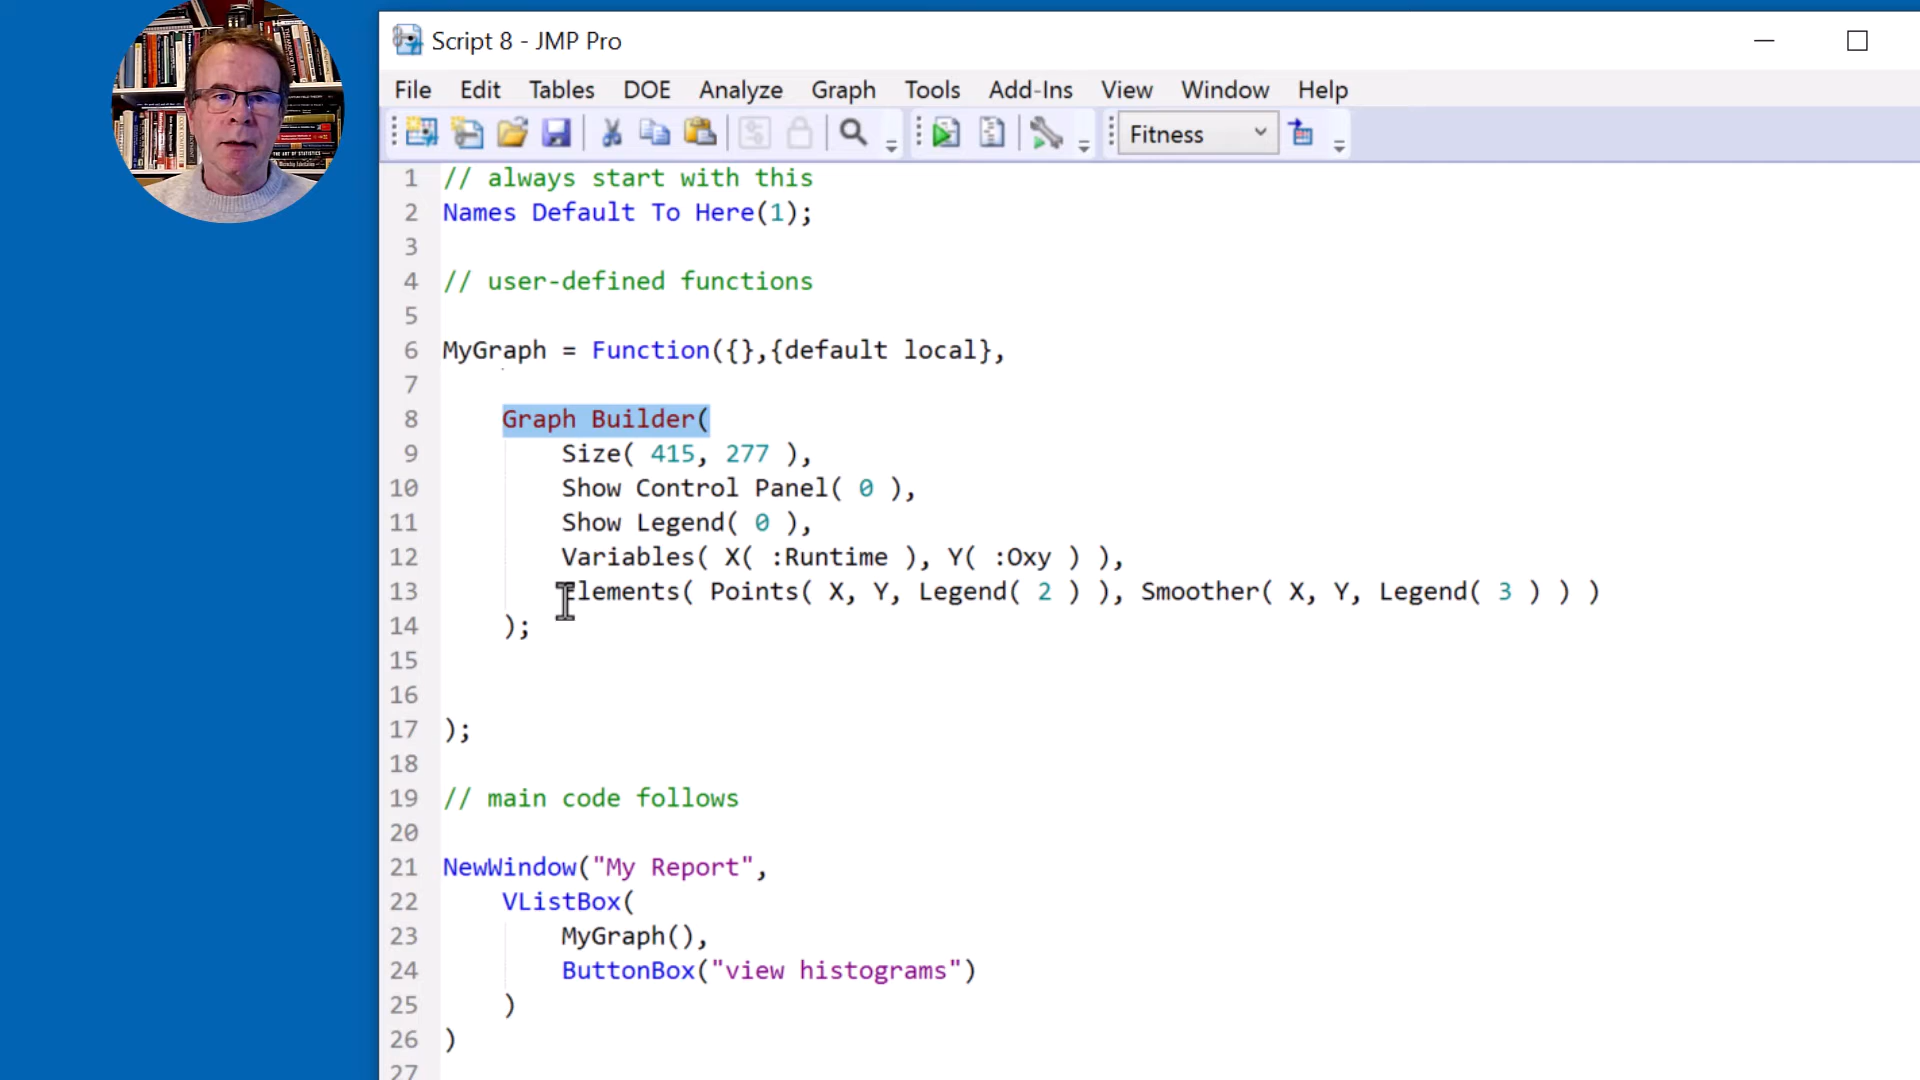 Script 8 - JMP Pro
File Edit Tables DOE Analyze Graph Tools Add-Ins View Window Help
Fitness
1 // always start with this
2 Names Default To Here(1);
3
4 // user-defined functions
5
6 MyGraph = Function({},{default local},
7
8 Graph Builder(
9 Size( 415, 277 ),
10 Show Control Panel( 0 ),
11 Show Legend( 0 ),
12 Variables( X( :Runtime ), Y( :Oxy ) ),
13 Elements( Points( X, Y, Legend( 2 ) ), Smoother( X, Y, Legend( 3 ) ) )
14 );
15
16
17 );
18
19 // main code follows
20
21 NewWindow("My Report",
22 VListBox(
23 MyGraph(),
24 ButtonBox("view histograms")
25 )
26 )
27